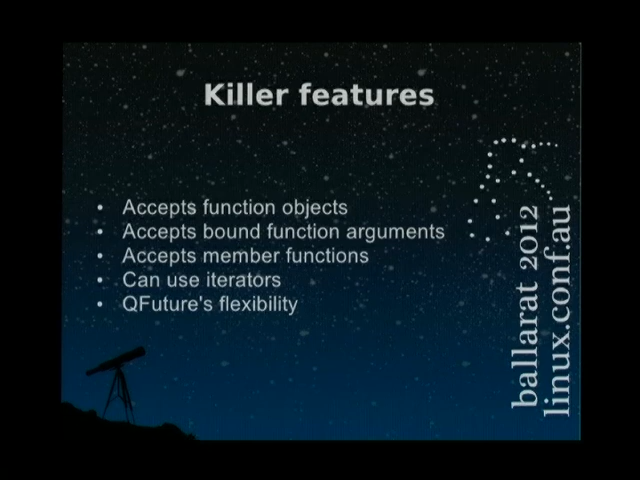 Killer features
• Accepts function objects
• Accepts bound function arguments
• Accepts member functions
• Can use iterators
• QFuture's flexibility
ballarat 2012
linux.conf.au